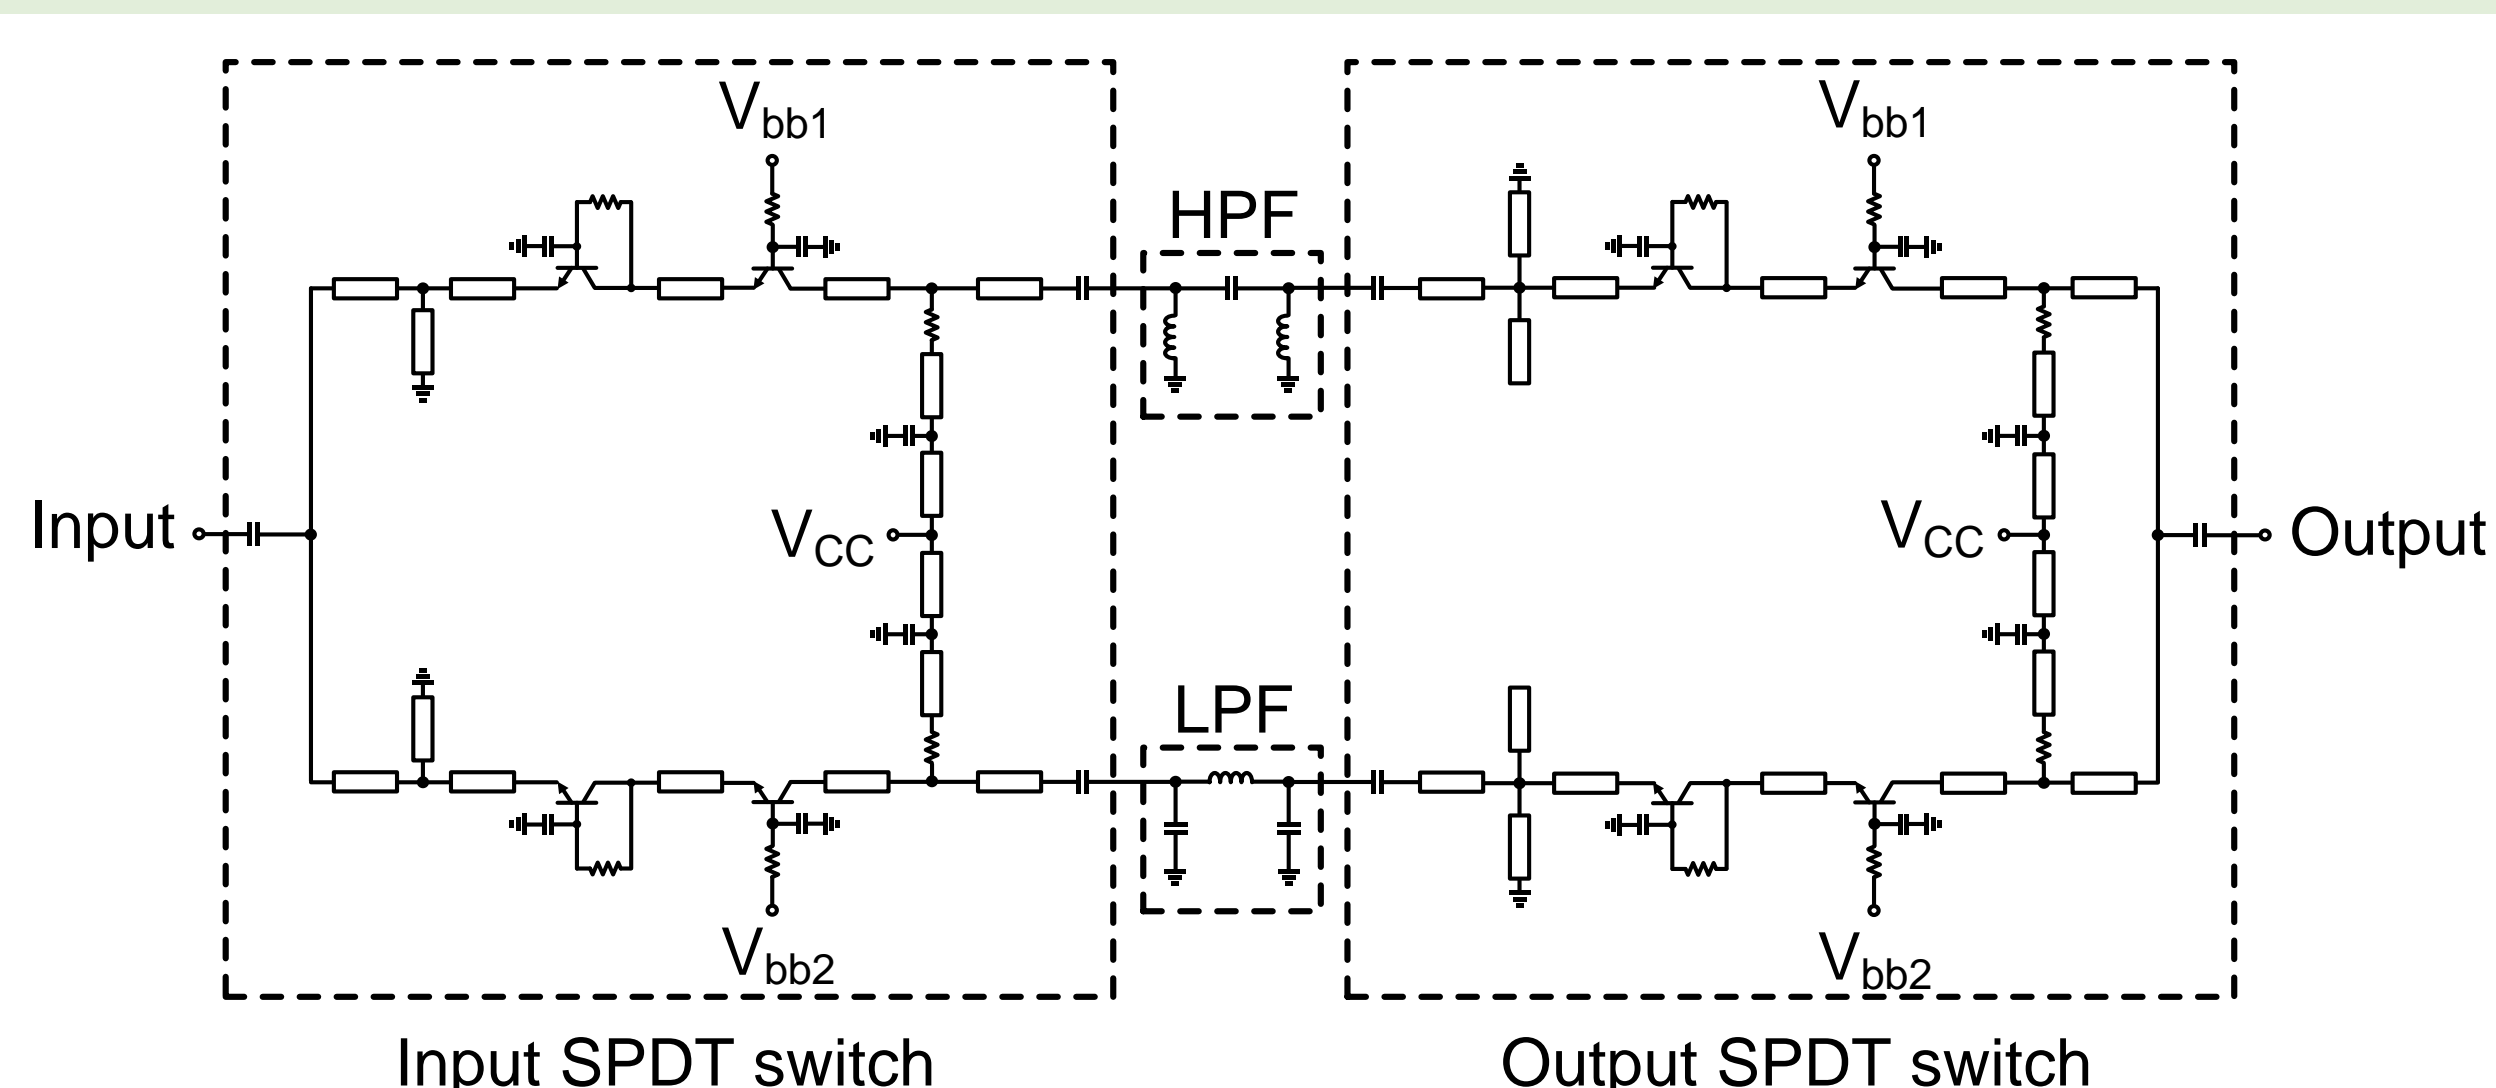 Vbb1
Vbb1
HPF
Input
VCC
VCC
Output
LPF
Vbb2
Vbb2
Input SPDT switch
Output SPDT switch